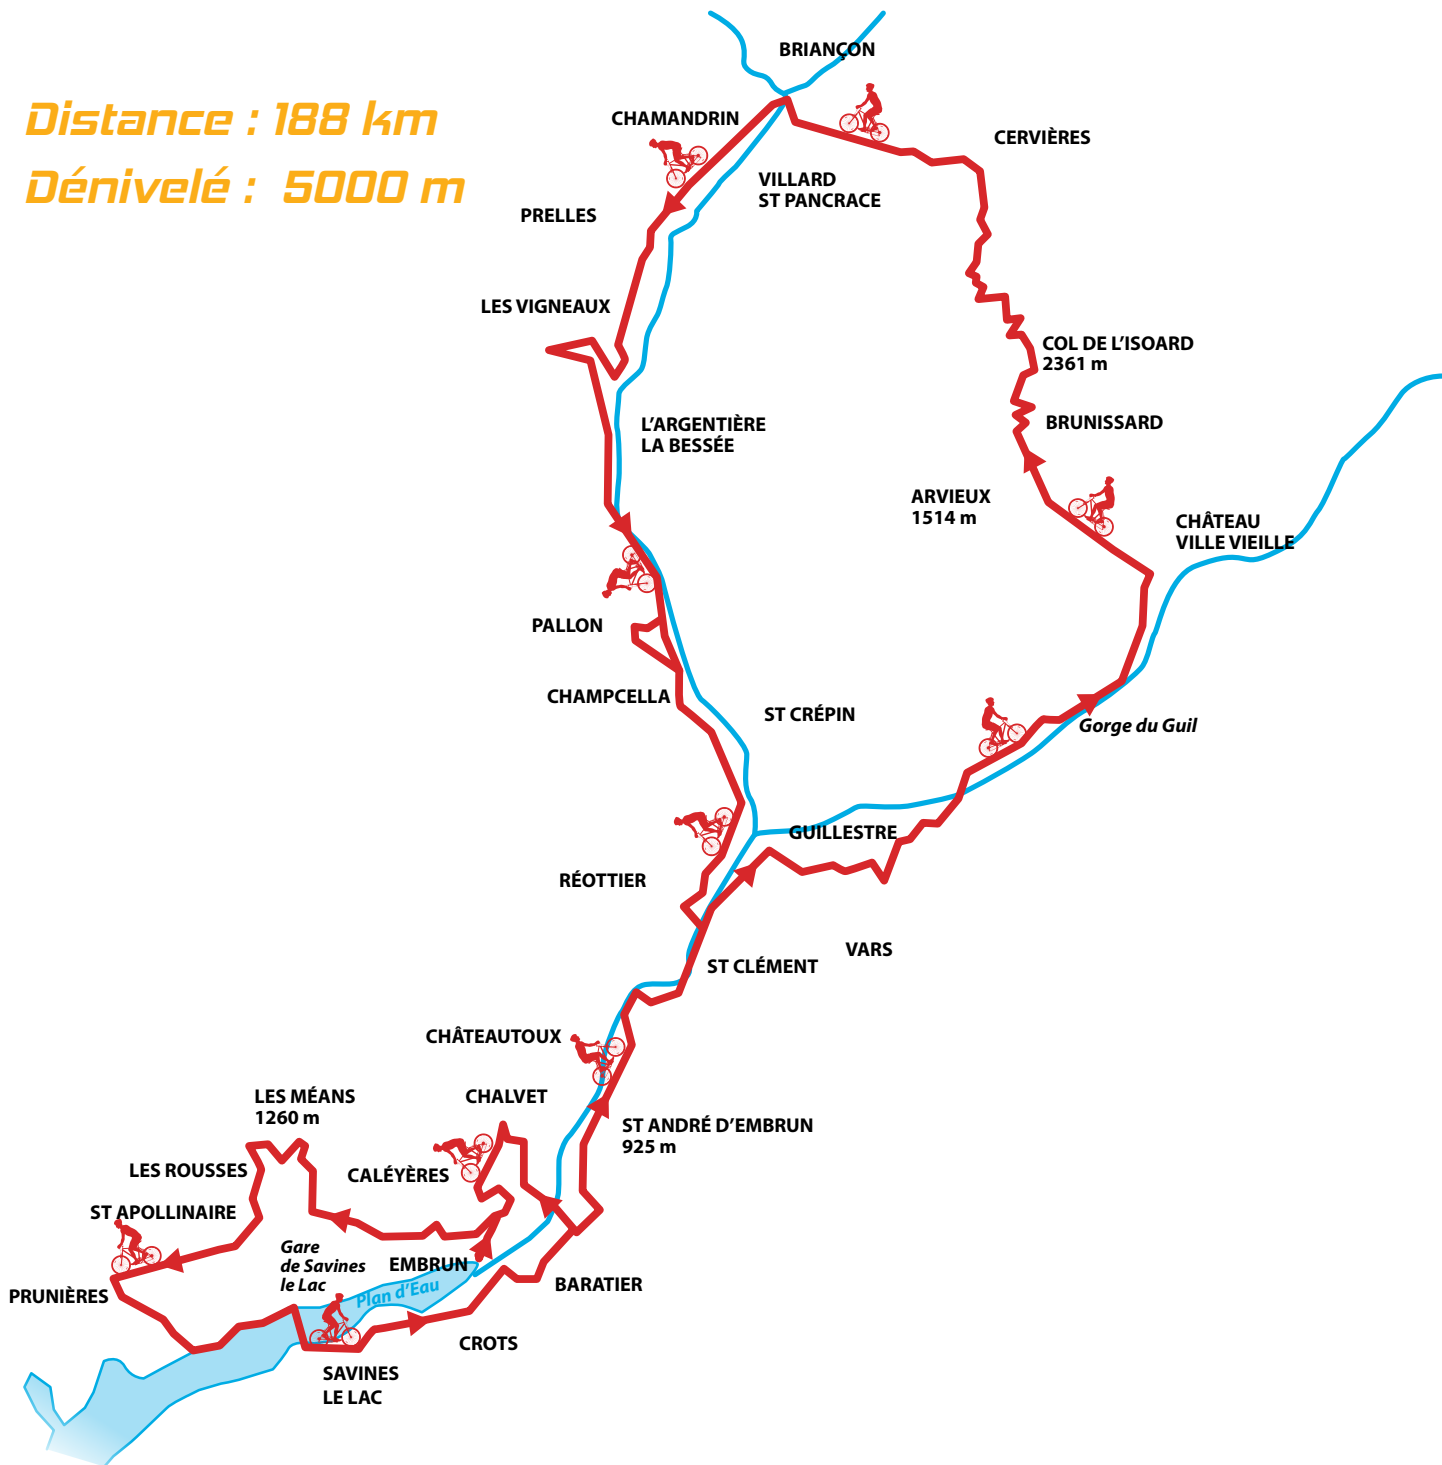 BRIANÇON
Distance : 188 km
CHAMANDRIN
CERVIÈRES
Dénivelé : 5000 m
VILLARD
ST PANCRACE
PRELLES
LES VIGNEAUX
COL DE L'ISOARD
2361 m
L'ARGENTIÈRE
LA BESSÉE
BRUNISSARD
ARVIEUX
1514 m
CHÂTEAU
VILLE VIEILLE
PALLON
CHAMPCELLA
ST CRÉPIN
Gorge du Guil
GUILLESTRE
RÉOTTIER
VARS
ST CLÉMENT
CHÂTEAUTOUX
LES MÉANS
1260 m
CHALVET
ST ANDRÉ D'EMBRUN
925 m
LES ROUSSES
CALÉYÈRES
ST APOLLINAIRE
Gare
de Savines
le Lac
EMBRUN
BARATIER
Plan d'Eau
PRUNIÈRES
CROTS
SAVINES
LE LAC